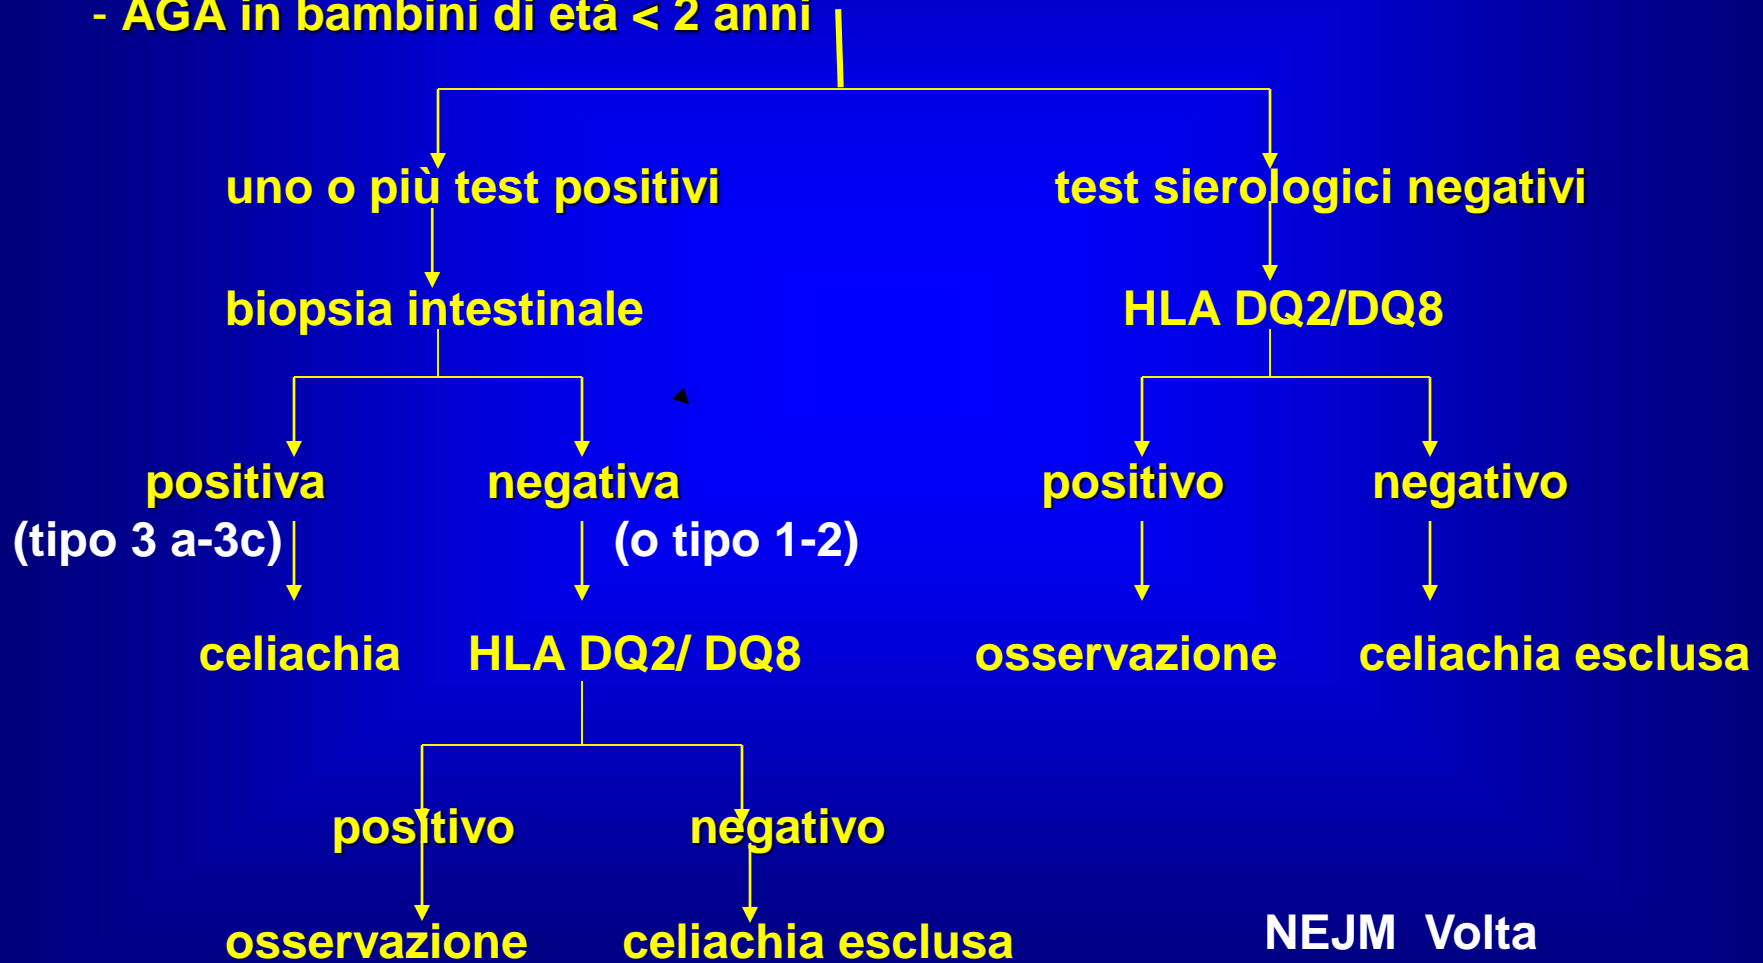 - AGA in bambini di età < 2 anni
uno o più test positivi
test sierologici negativi
biopsia intestinale
HLA DQ2/DQ8
positiva
negativa
positivo
negativo
(tipo 3 a-3c)
(o tipo 1-2)
celiachia
HLA DQ2/ DQ8
osservazione
celiachia esclusa
positivo
negativo
osservazione
celiachia esclusa
NEJM Volta